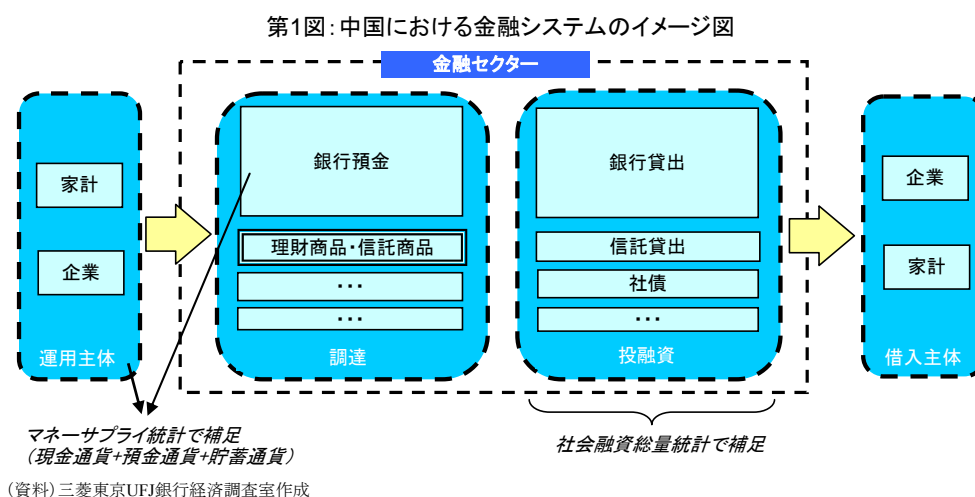 第1図：中国における金融システムのイメージ図
金融セクター
家計
企業
運用主体
銀行預金
理財商品・信託商品
・・・
・・・
調達
銀行貸出
信託貸出
社債
・・・
投融資
企業
家計
借入主体
マネーサプライ統計で補足
（現金通貨+預金通貨+貯蓄通貨）
社会融資総量統計で補足
（資料）三菱東京UFJ銀行経済調査室作成